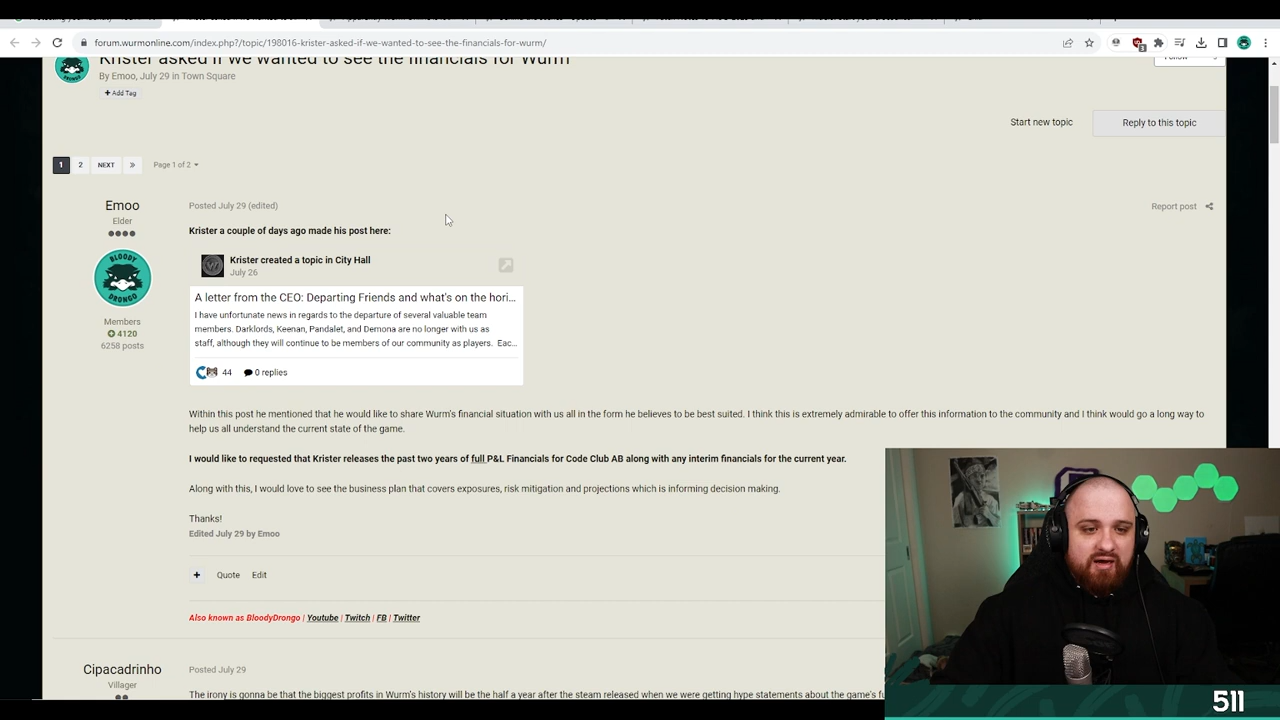 forum.wurmonline.com/index.php?/topic/198016-krister-asked-if-we-wanted-to-see-the-financials-for-wurm/
Krister asked if we wanted to see the financials for Wurm
By Emoo, July 29 in Town Square
+ Add Tag
Follow
Start new topic
Reply to this topic
1 2 NEXT » Page 1 of 2
Emoo
Elder
BLOODY
DRONGO
Members
4120
6258 posts
Posted July 29 (edited)
Report post
Krister a couple of days ago made his post here:
Krister created a topic in City Hall
July 26
A letter from the CEO: Departing Friends and what's on the hori...
I have unfortunate news in regards to the departure of several valuable team
members. Darklords, Keenan, Pandalet, and Demona are no longer with us as
staff, although they will continue to be members of our community as players. Eac...
44 0 replies
Within this post he mentioned that he would like to share Wurm's financial situation with us all in the form he believes to be best suited. I think this is extremely admirable to offer this information to the community and I think would go a long way to
help us all understand the current state of the game.
I would like to requested that Krister releases the past two years of full P&L Financials for Code Club AB along with any interim financials for the current year.
Along with this, I would love to see the business plan that covers exposures, risk mitigation and projections which is informing decision making.
Thanks!
Edited July 29 by Emoo
+ Quote Edit
Also known as BloodyDrongo | Youtube | Twitch | FB | Twitter
Cipacadrinho
Villager
Posted July 29
The irony is gonna be that the biggest profits in Wurm's history will be the half a year after the steam released when we were getting hype statements about the game's fu
511